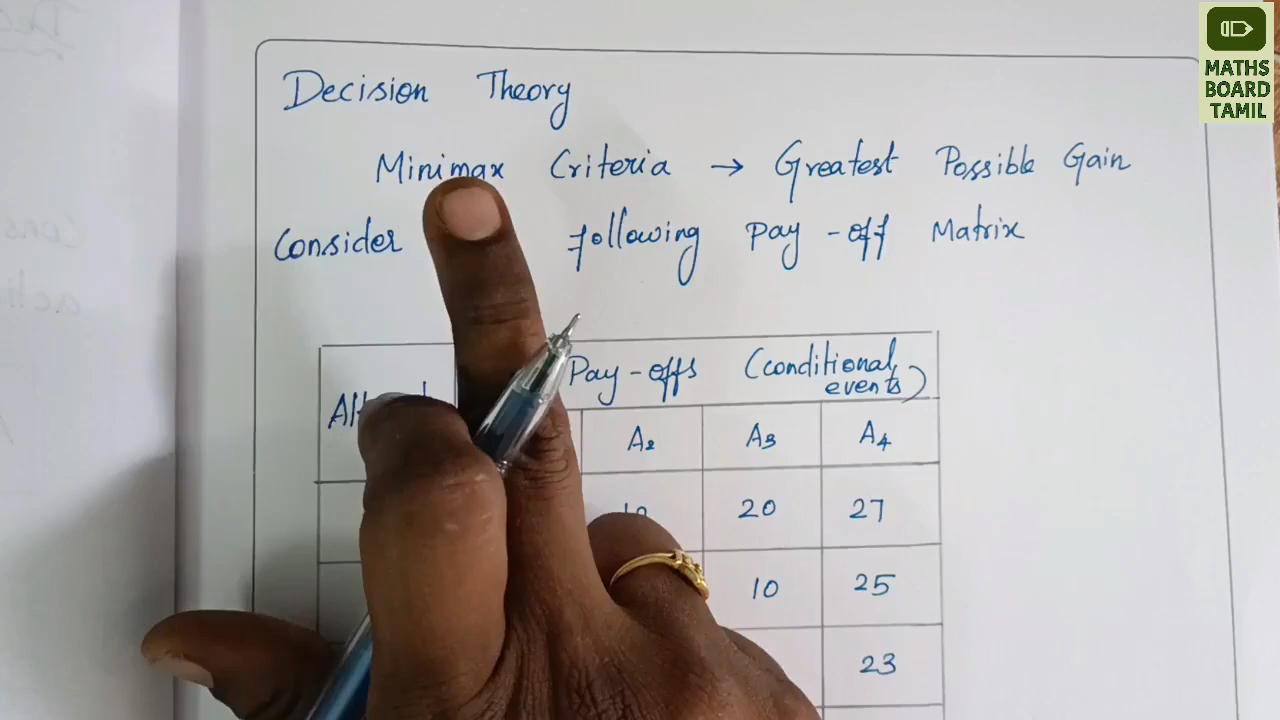 MATHS
BOARD
TAMIL
Decision Theory
Minimax Criteria → Greatest Possible Gain
Consider following Pay-off Matrix
Pay-offs (conditional events)
A2 A3 A4
20 27
10 25
23